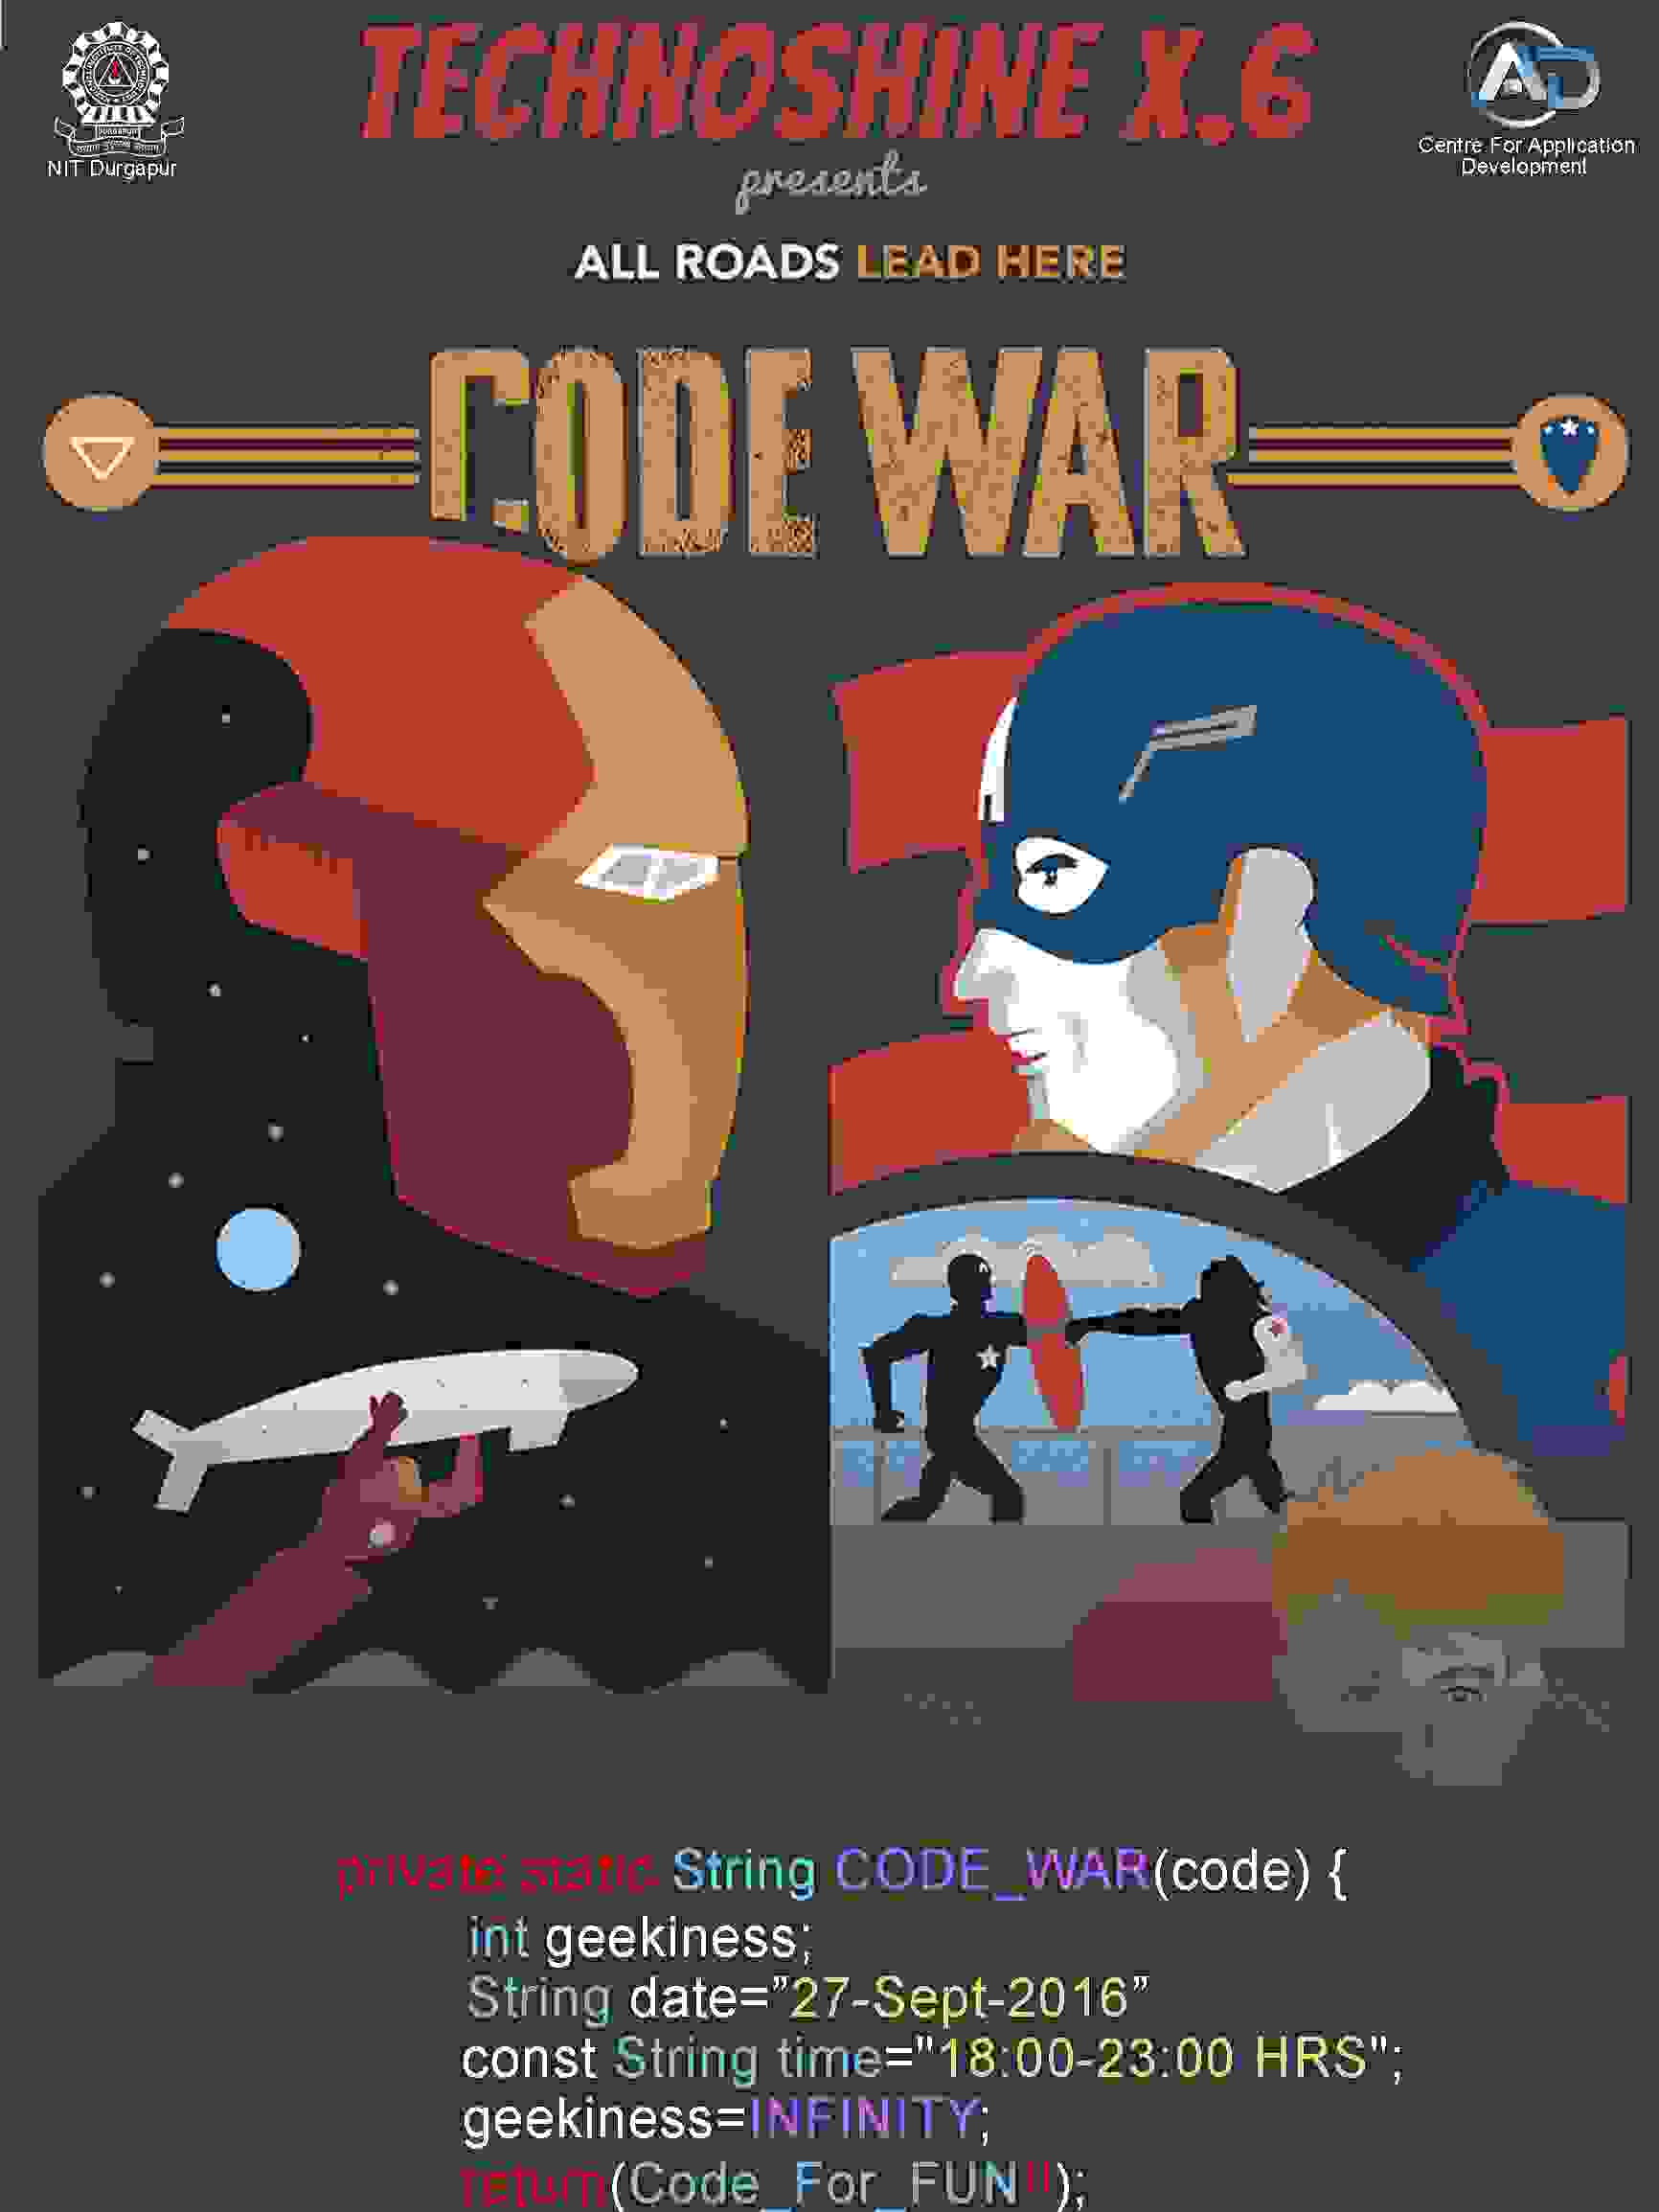 TECHNOSHINE X.6
NIT Durgapur
Centre For Application
Development
presents
ALL ROADS LEAD HERE
CODE WAR
private static String CODE_WAR(code) {
int geekiness;
String date="27-Sept-2016”
const String time="18:00-23:00 HRS";
geekiness=INFINITY;
return(Code_For_FUN!!);